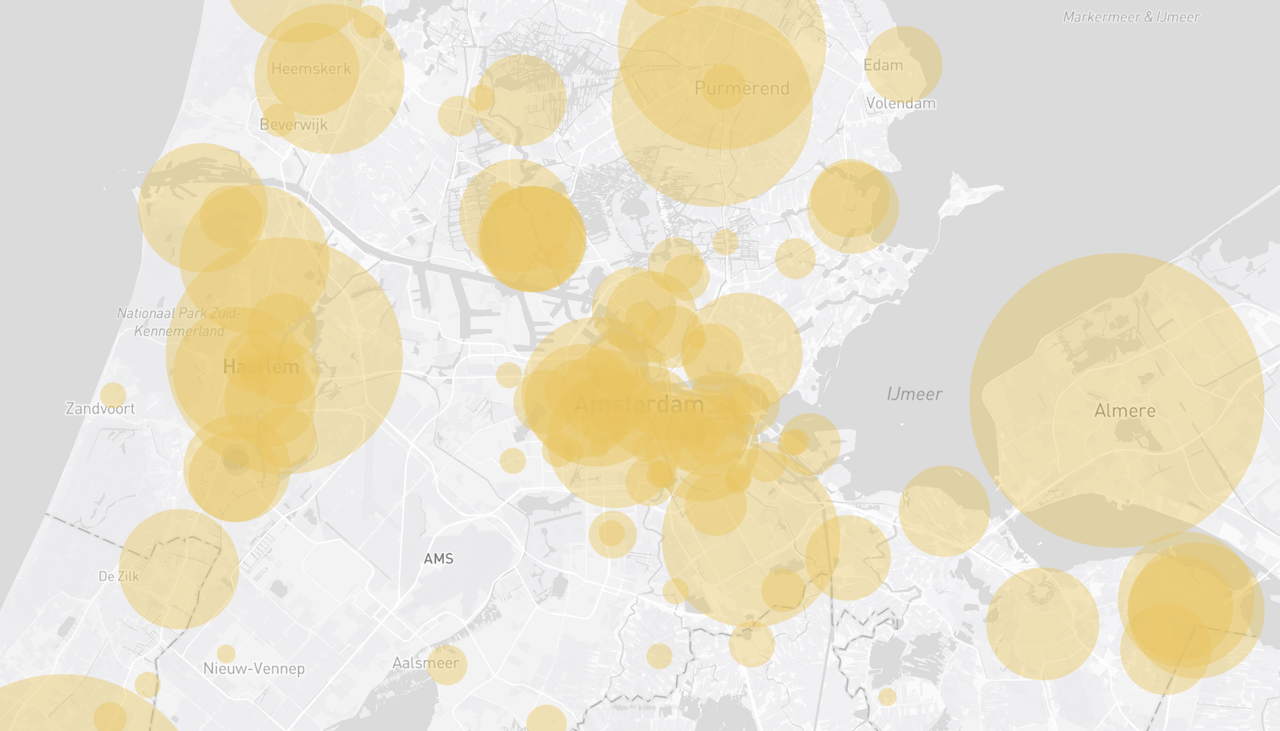 Markermeer & IJmeer
Heemskerk
Edam
Purmerend
Volendam
Beverwijk
Nationaal Park Zuid-
Kennemerland
Haarlem
IJmeer
Zandvoort
Amsterdam
Almere
AMS
De Zilk
Nieuw-Vennep
Aalsmeer